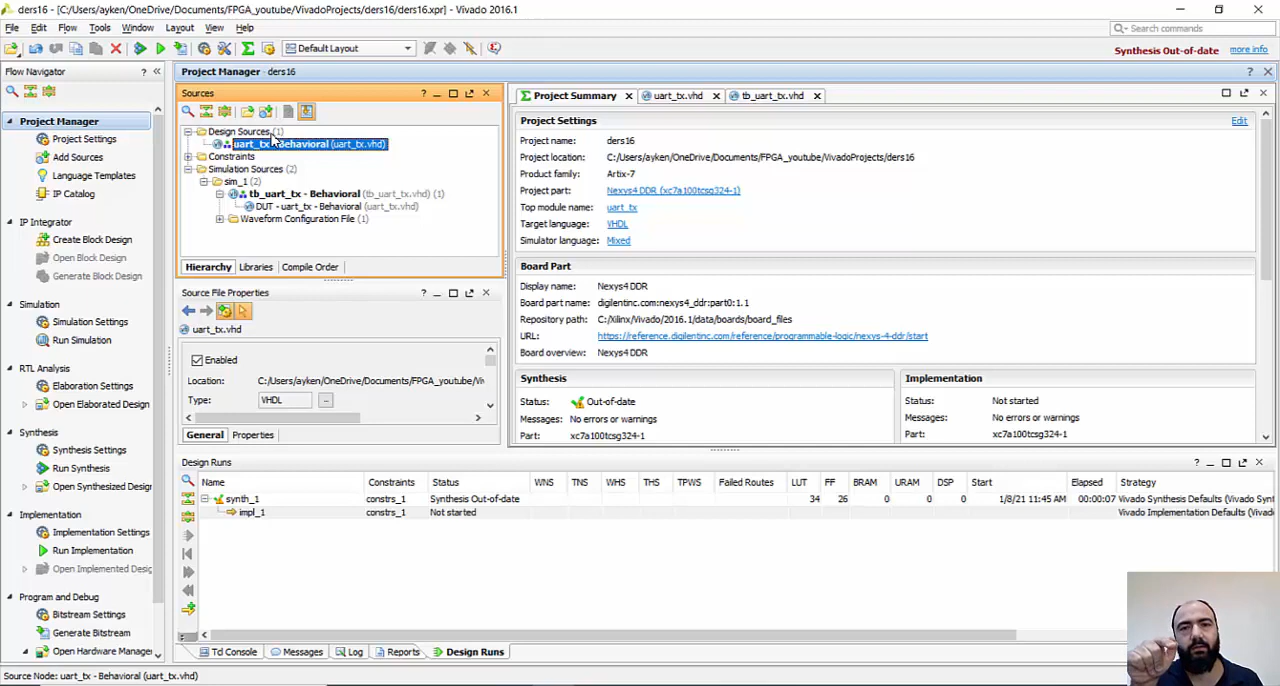 ders16 - [C:/Users/ayken/OneDrive/Documents/FPGA_youtube/VivadoProjects/ders16/ders16.xpr] - Vivado 2016.1
File Edit Flow Tools Window Layout View Help
Search commands
Default Layout
Synthesis Out-of-date more info
Flow Navigator
Project Manager
Project Settings
Add Sources
Language Templates
IP Catalog
IP Integrator
Create Block Design
Open Block Design
Generate Block Design
Simulation
Simulation Settings
Run Simulation
RTL Analysis
Elaboration Settings
Open Elaborated Design
Synthesis
Synthesis Settings
Run Synthesis
Open Synthesized Design
Implementation
Implementation Settings
Run Implementation
Open Implemented Desig
Program and Debug
Bitstream Settings
Generate Bitstream
Open Hardware Manager
Project Manager - ders16
Sources
Design Sources (1)
uart_tx - Behavioral (uart_tx.vhd)
Constraints
Simulation Sources (2)
sim_1 (2)
tb_uart_tx - Behavioral (tb_uart_tx.vhd) (1)
DUT - uart_tx - Behavioral (uart_tx.vhd)
Waveform Configuration File (1)
Hierarchy Libraries Compile Order
Source File Properties
uart_tx.vhd
Enabled
Location: C:/Users/ayken/OneDrive/Documents/FPGA_youtube/Viv
Type: VHDL
General Properties
Project Summary uart_tx.vhd tb_uart_tx.vhd
Project Settings Edit
Project name: ders16
Project location: C:/Users/ayken/OneDrive/Documents/FPGA_youtube/VivadoProjects/ders16
Product family: Artix-7
Project part: Nexys4 DDR (xc7a100tcsg324-1)
Top module name: uart_tx
Target language: VHDL
Simulator language: Mixed
Board Part
Display name: Nexys4 DDR
Board part name: digilentinc.com:nexys4_ddr:part0:1.1
Repository path: C:/Xilinx/Vivado/2016.1/data/boards/board_files
URL: https://reference.digilentinc.com/reference/programmable-logic/nexys-4-ddr/start
Board overview: Nexys4 DDR
Synthesis
Status: Out-of-date
Messages: No errors or warnings
Part: xc7a100tcsg324-1
Implementation
Status: Not started
Messages: No errors or warnings
Part: xc7a100tcsg324-1
Design Runs
Name Constraints Status WNS TNS WHS THS TPWS Failed Routes LUT FF BRAM URAM DSP Start Elapsed Strategy
synth_1 constrs_1 Synthesis Out-of-date 34 26 0 0 0 1/8/21 11:45 AM 00:00:07 Vivado Synthesis Defaults (Vivado Synt
impl_1 constrs_1 Not started Vivado Implementation Defaults (Vivad
Tcl Console Messages Log Reports Design Runs
Source Node: uart_tx - Behavioral (uart_tx.vhd)